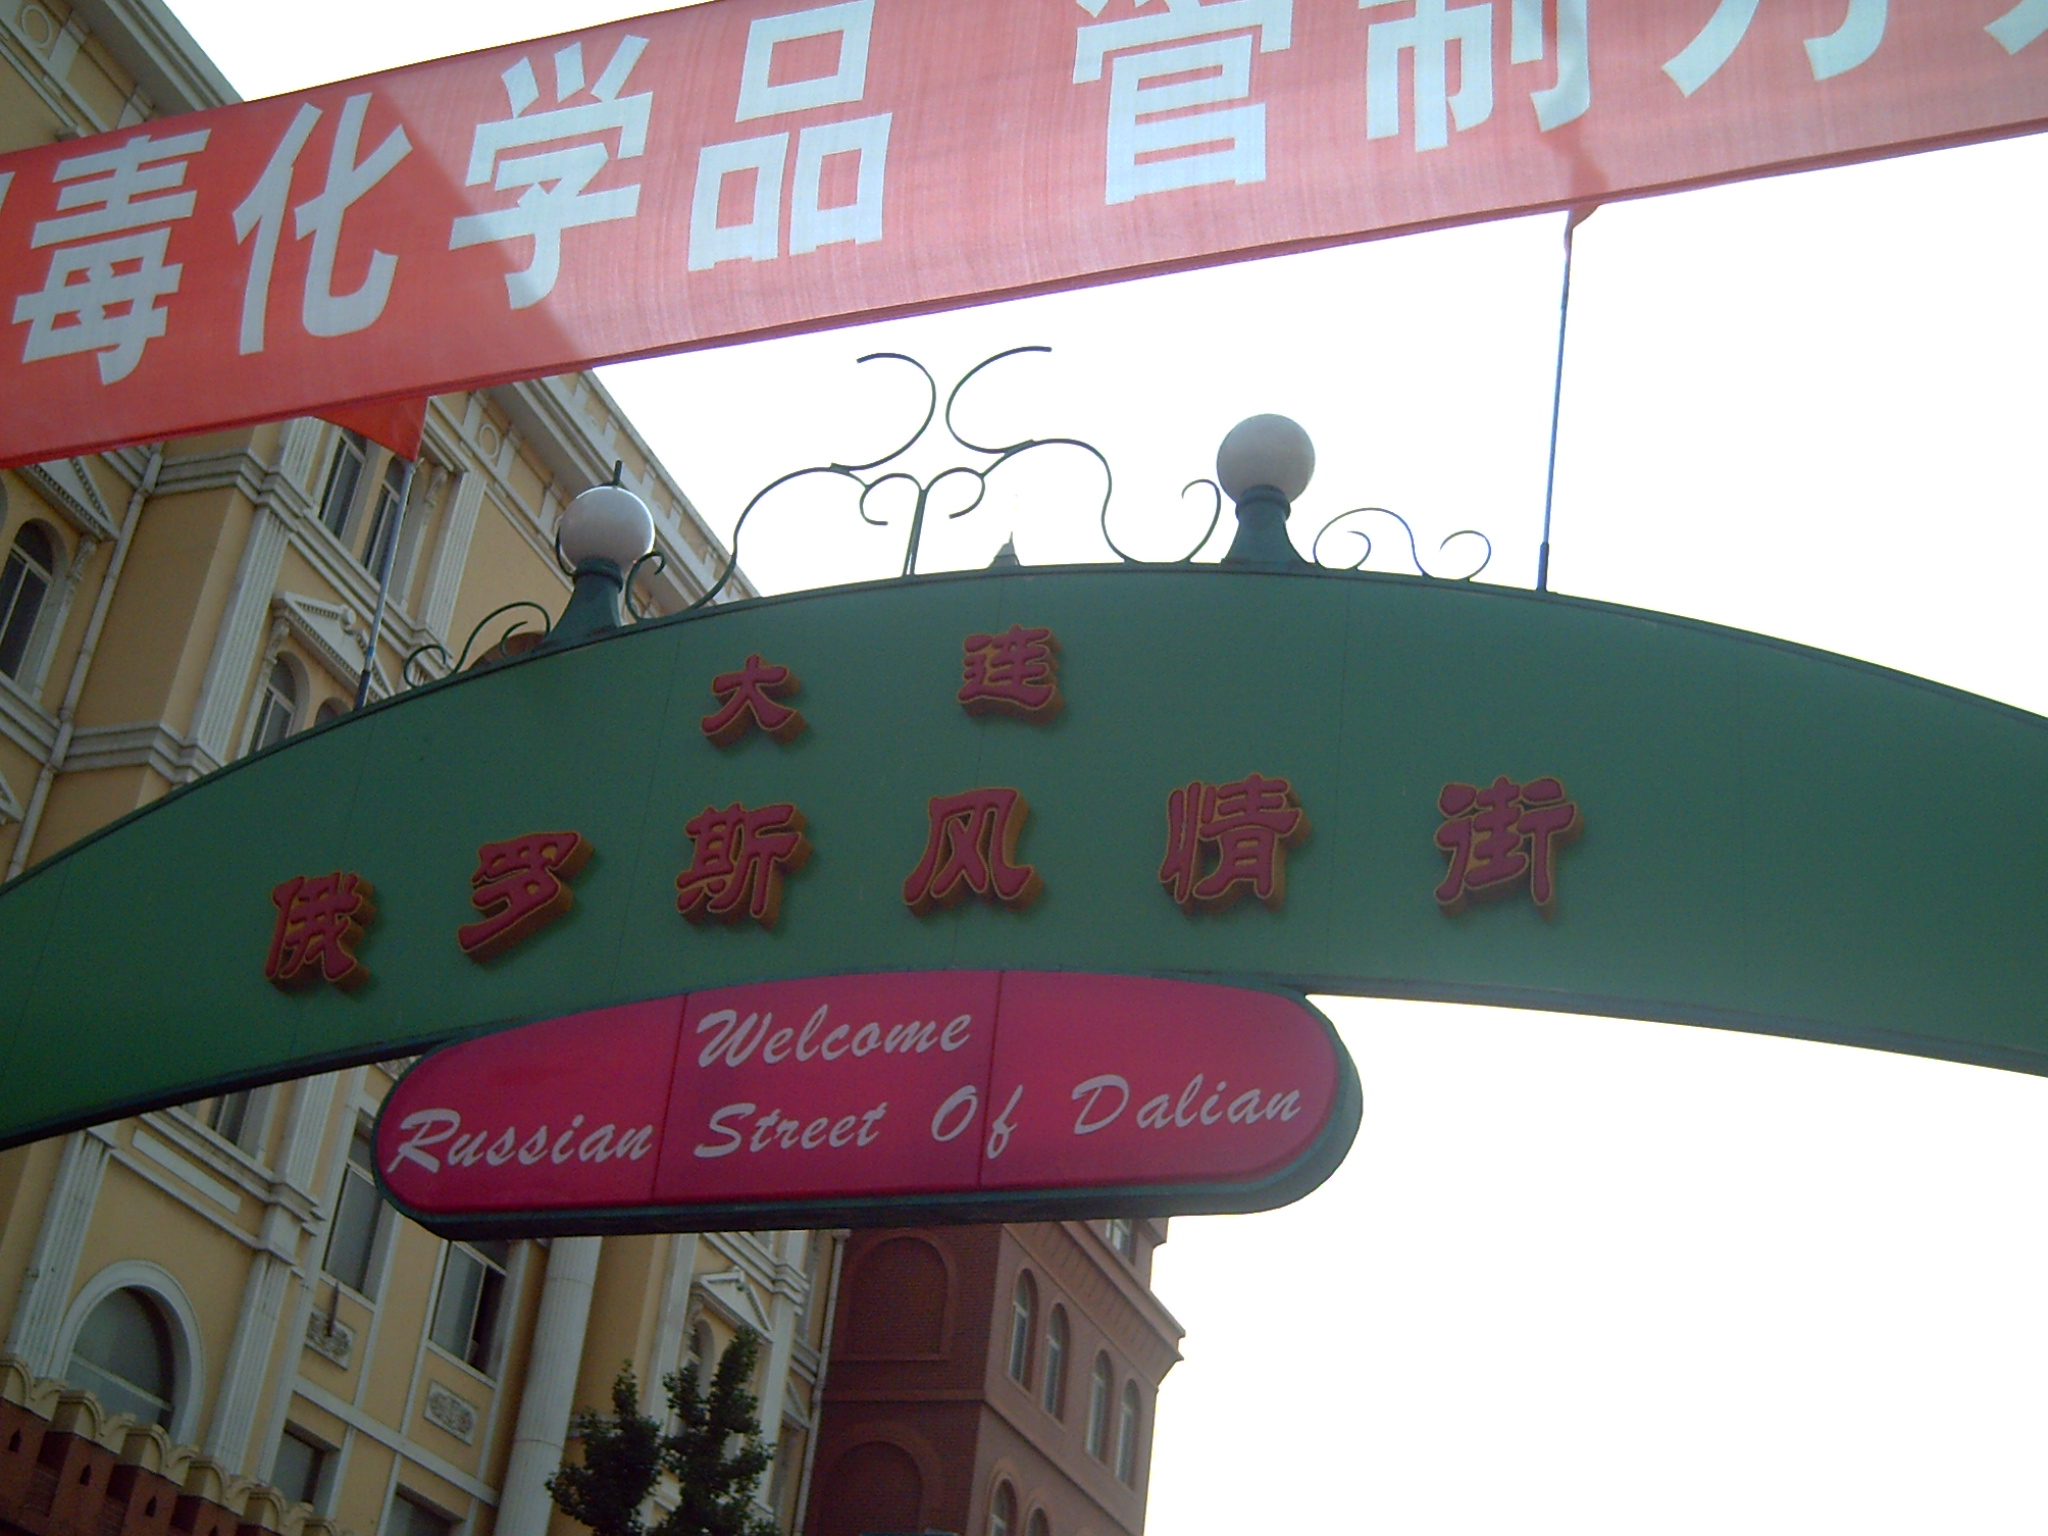 毒化学品 管制刀
大连
俄罗斯风情街
Welcome
Russian Street Of Dalian